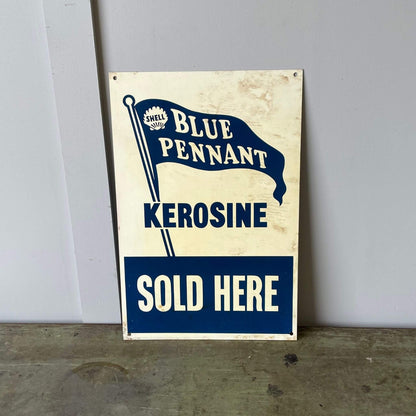 SHELL
BLUE
PENNANT
KEROSINE
SOLD HERE